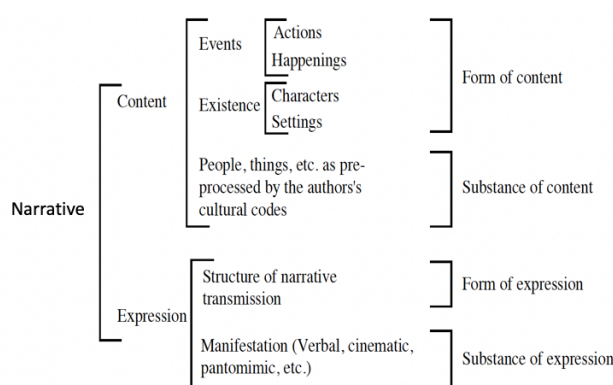 Events
Actions
Happenings
Form of content
Content
Existence
Characters
Settings
People, things, etc. as pre-
processed by the authors's
cultural codes
Substance of content
Narrative
Structure of narrative
transmission
Form of expression
Expression
Manifestation (Verbal, cinematic,
pantomimic, etc.)
Substance of expression